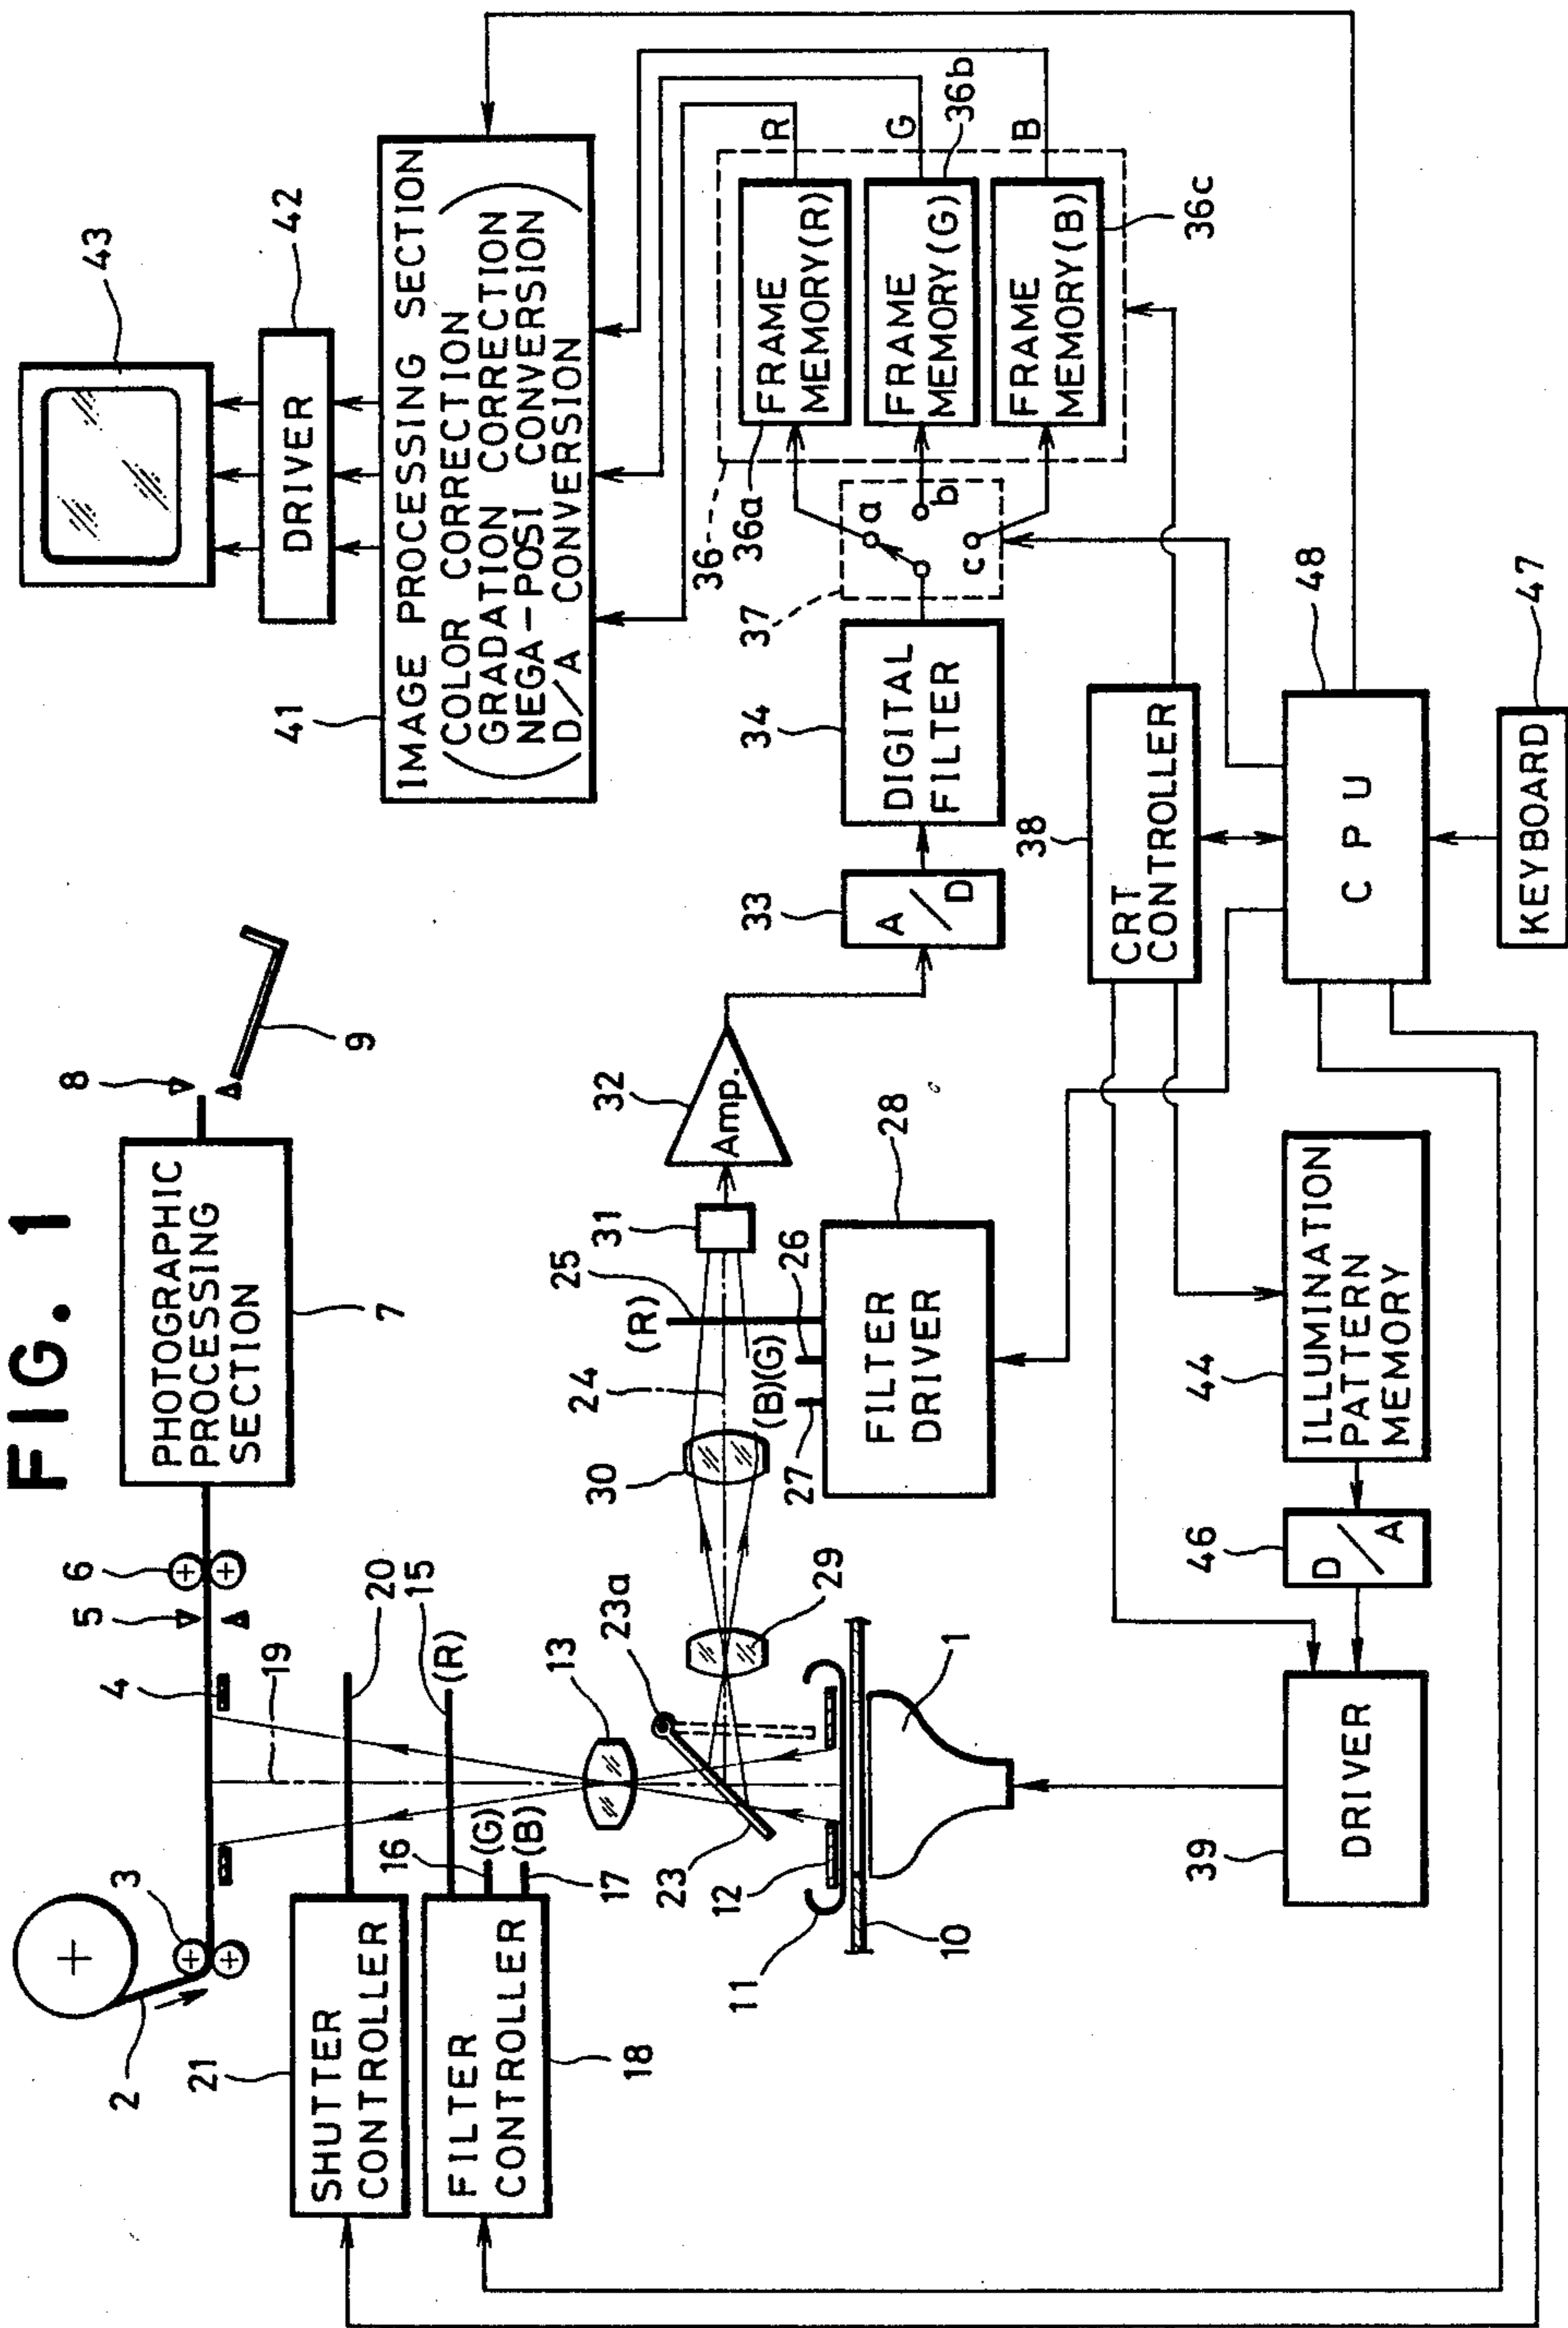 FIG. 1
2
3
4
5
6
PHOTOGRAPHIC
PROCESSING
SECTION
7
8
9
19
20
15
(R)
SHUTTER
CONTROLLER
21
FILTER
CONTROLLER
18
16
(G)
17
(B)
13
23a
23
12
11
10
1
29
30
24
25
(R)
(B)(G)
27
26
31
FILTER
DRIVER
28
32
Amp.
33
A/D
34
DIGITAL
FILTER
37
a
b
c
36
36a
FRAME
MEMORY(R)
R
FRAME
MEMORY(G)
G
36b
FRAME
MEMORY(B)
B
36c
41
IMAGE PROCESSING SECTION
(COLOR CORRECTION
GRADATION CORRECTION
NEGA-POSI CONVERSION
D/A CONVERSION)
42
DRIVER
43
38
CRT
CONTROLLER
39
DRIVER
46
D/A
44
ILLUMINATION
PATTERN
MEMORY
48
CPU
47
KEYBOARD